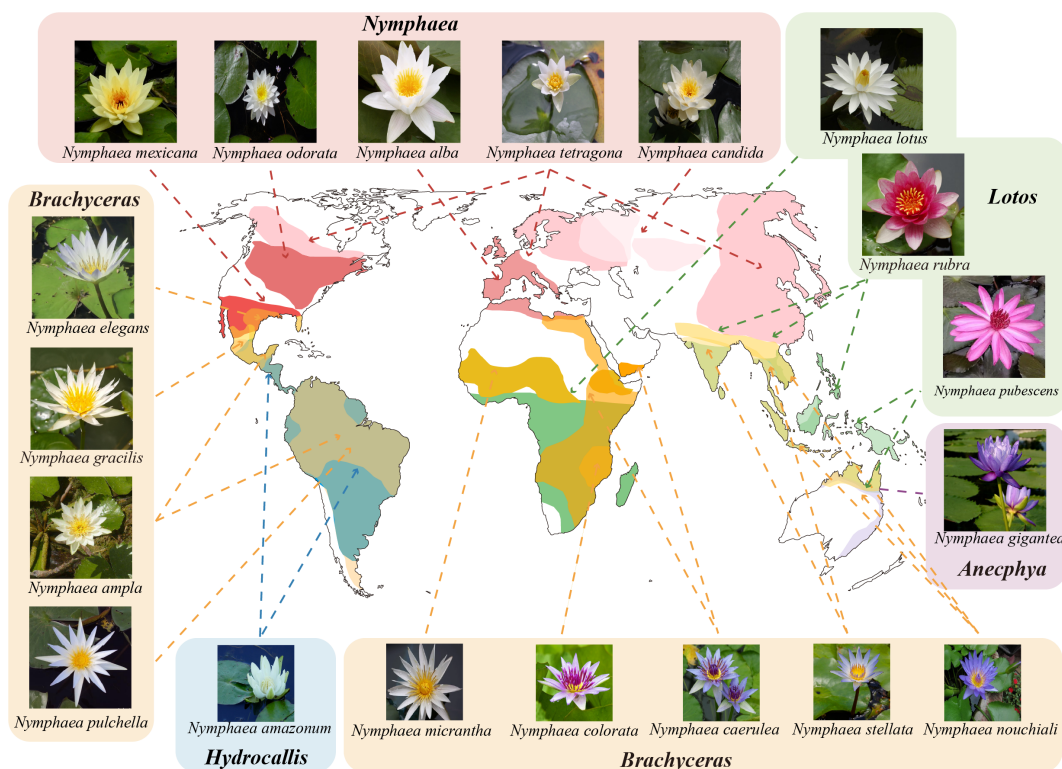 Nymphaea
Nymphaea mexicana
Nymphaea odorata
Nymphaea alba
Nymphaea tetragona
Nymphaea candida
Nymphaea lotus
Lotos
Nymphaea rubra
Nymphaea pubescens
Brachyceras
Nymphaea elegans
Nymphaea gracilis
Nymphaea ampla
Nymphaea pulchella
Nymphaea gigantea
Anecphya
Nymphaea amazonum
Hydrocallis
Nymphaea micrantha
Nymphaea colorata
Nymphaea caerulea
Nymphaea stellata
Nymphaea nouchiali
Brachyceras